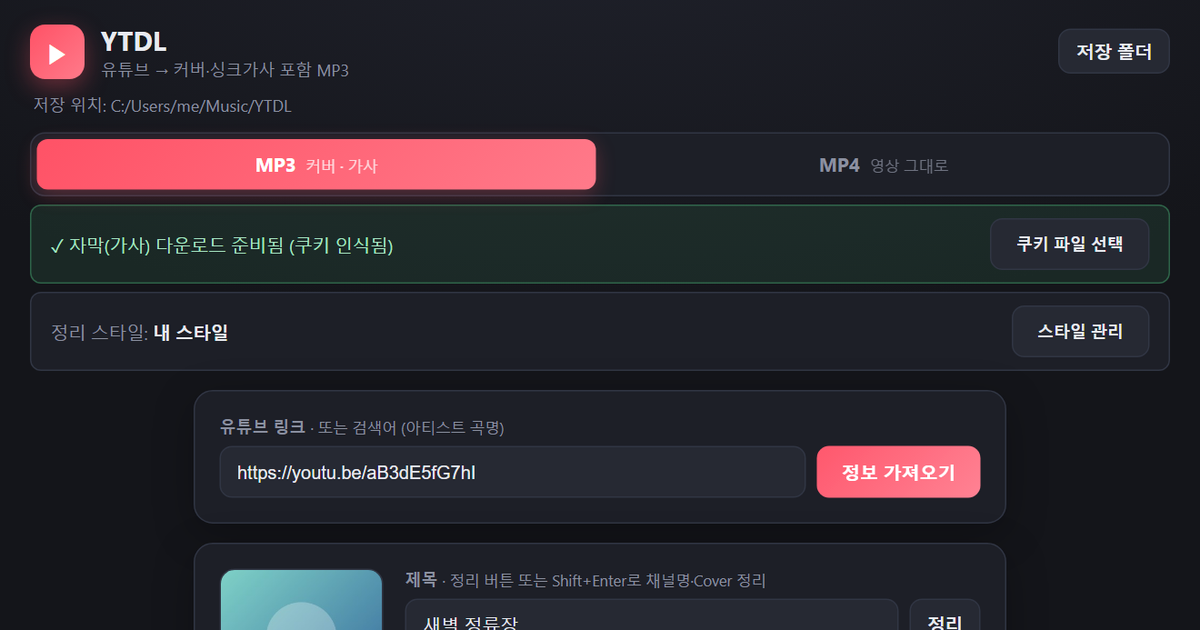 YTDL
유튜브 → 커버·싱크가사 포함 MP3
저장 폴더
저장 위치: C:/Users/me/Music/YTDL
MP3 커버 · 가사
MP4 영상 그대로
✓ 자막(가사) 다운로드 준비됨 (쿠키 인식됨)
쿠키 파일 선택
정리 스타일: 내 스타일
스타일 관리
유튜브 링크 · 또는 검색어 (아티스트 곡명)
https://youtu.be/aB3dE5fG7hI
정보 가져오기
제목 · 정리 버튼 또는 Shift+Enter로 채널명·Cover 정리
새벽 정류장
정리